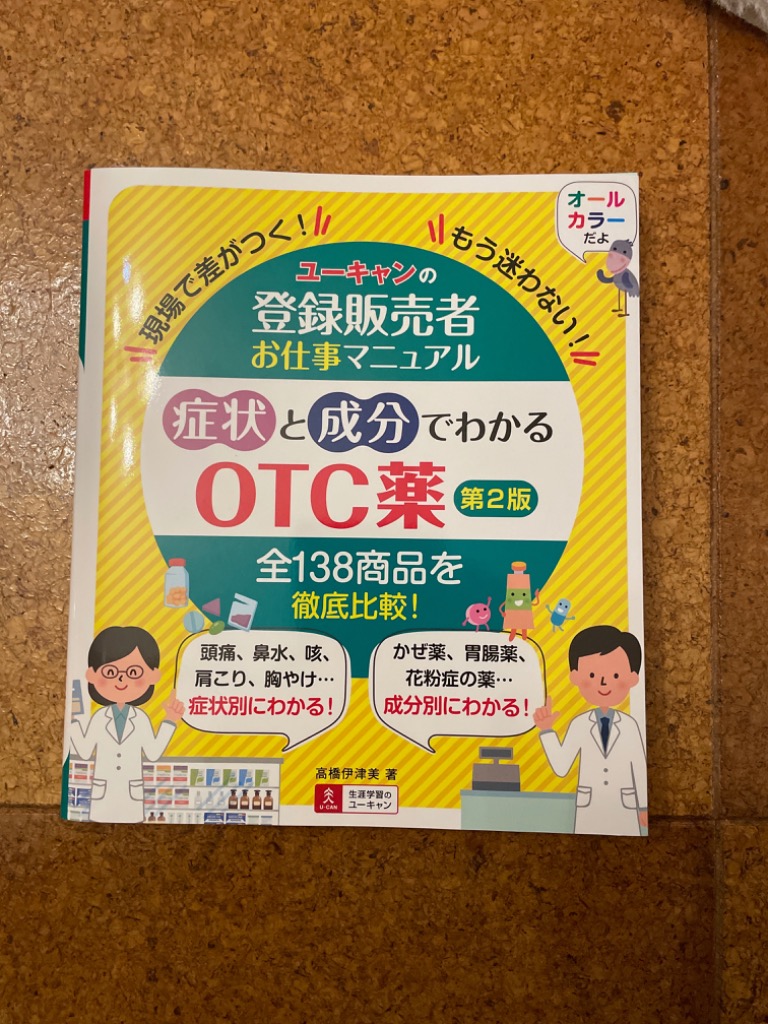 現場で差がつく!
もう迷わない!
オール
カラー
だよ
ユーキャンの
登録販売者
お仕事マニュアル
症状と成分でわかる
OTC薬 第2版
全138商品を
徹底比較!
頭痛、鼻水、咳、
肩こり、胸やけ…
症状別にわかる!
かぜ薬、胃腸薬、
花粉症の薬…
成分別にわかる!
高橋伊津美 著
U-CAN
生涯学習の
ユーキャン